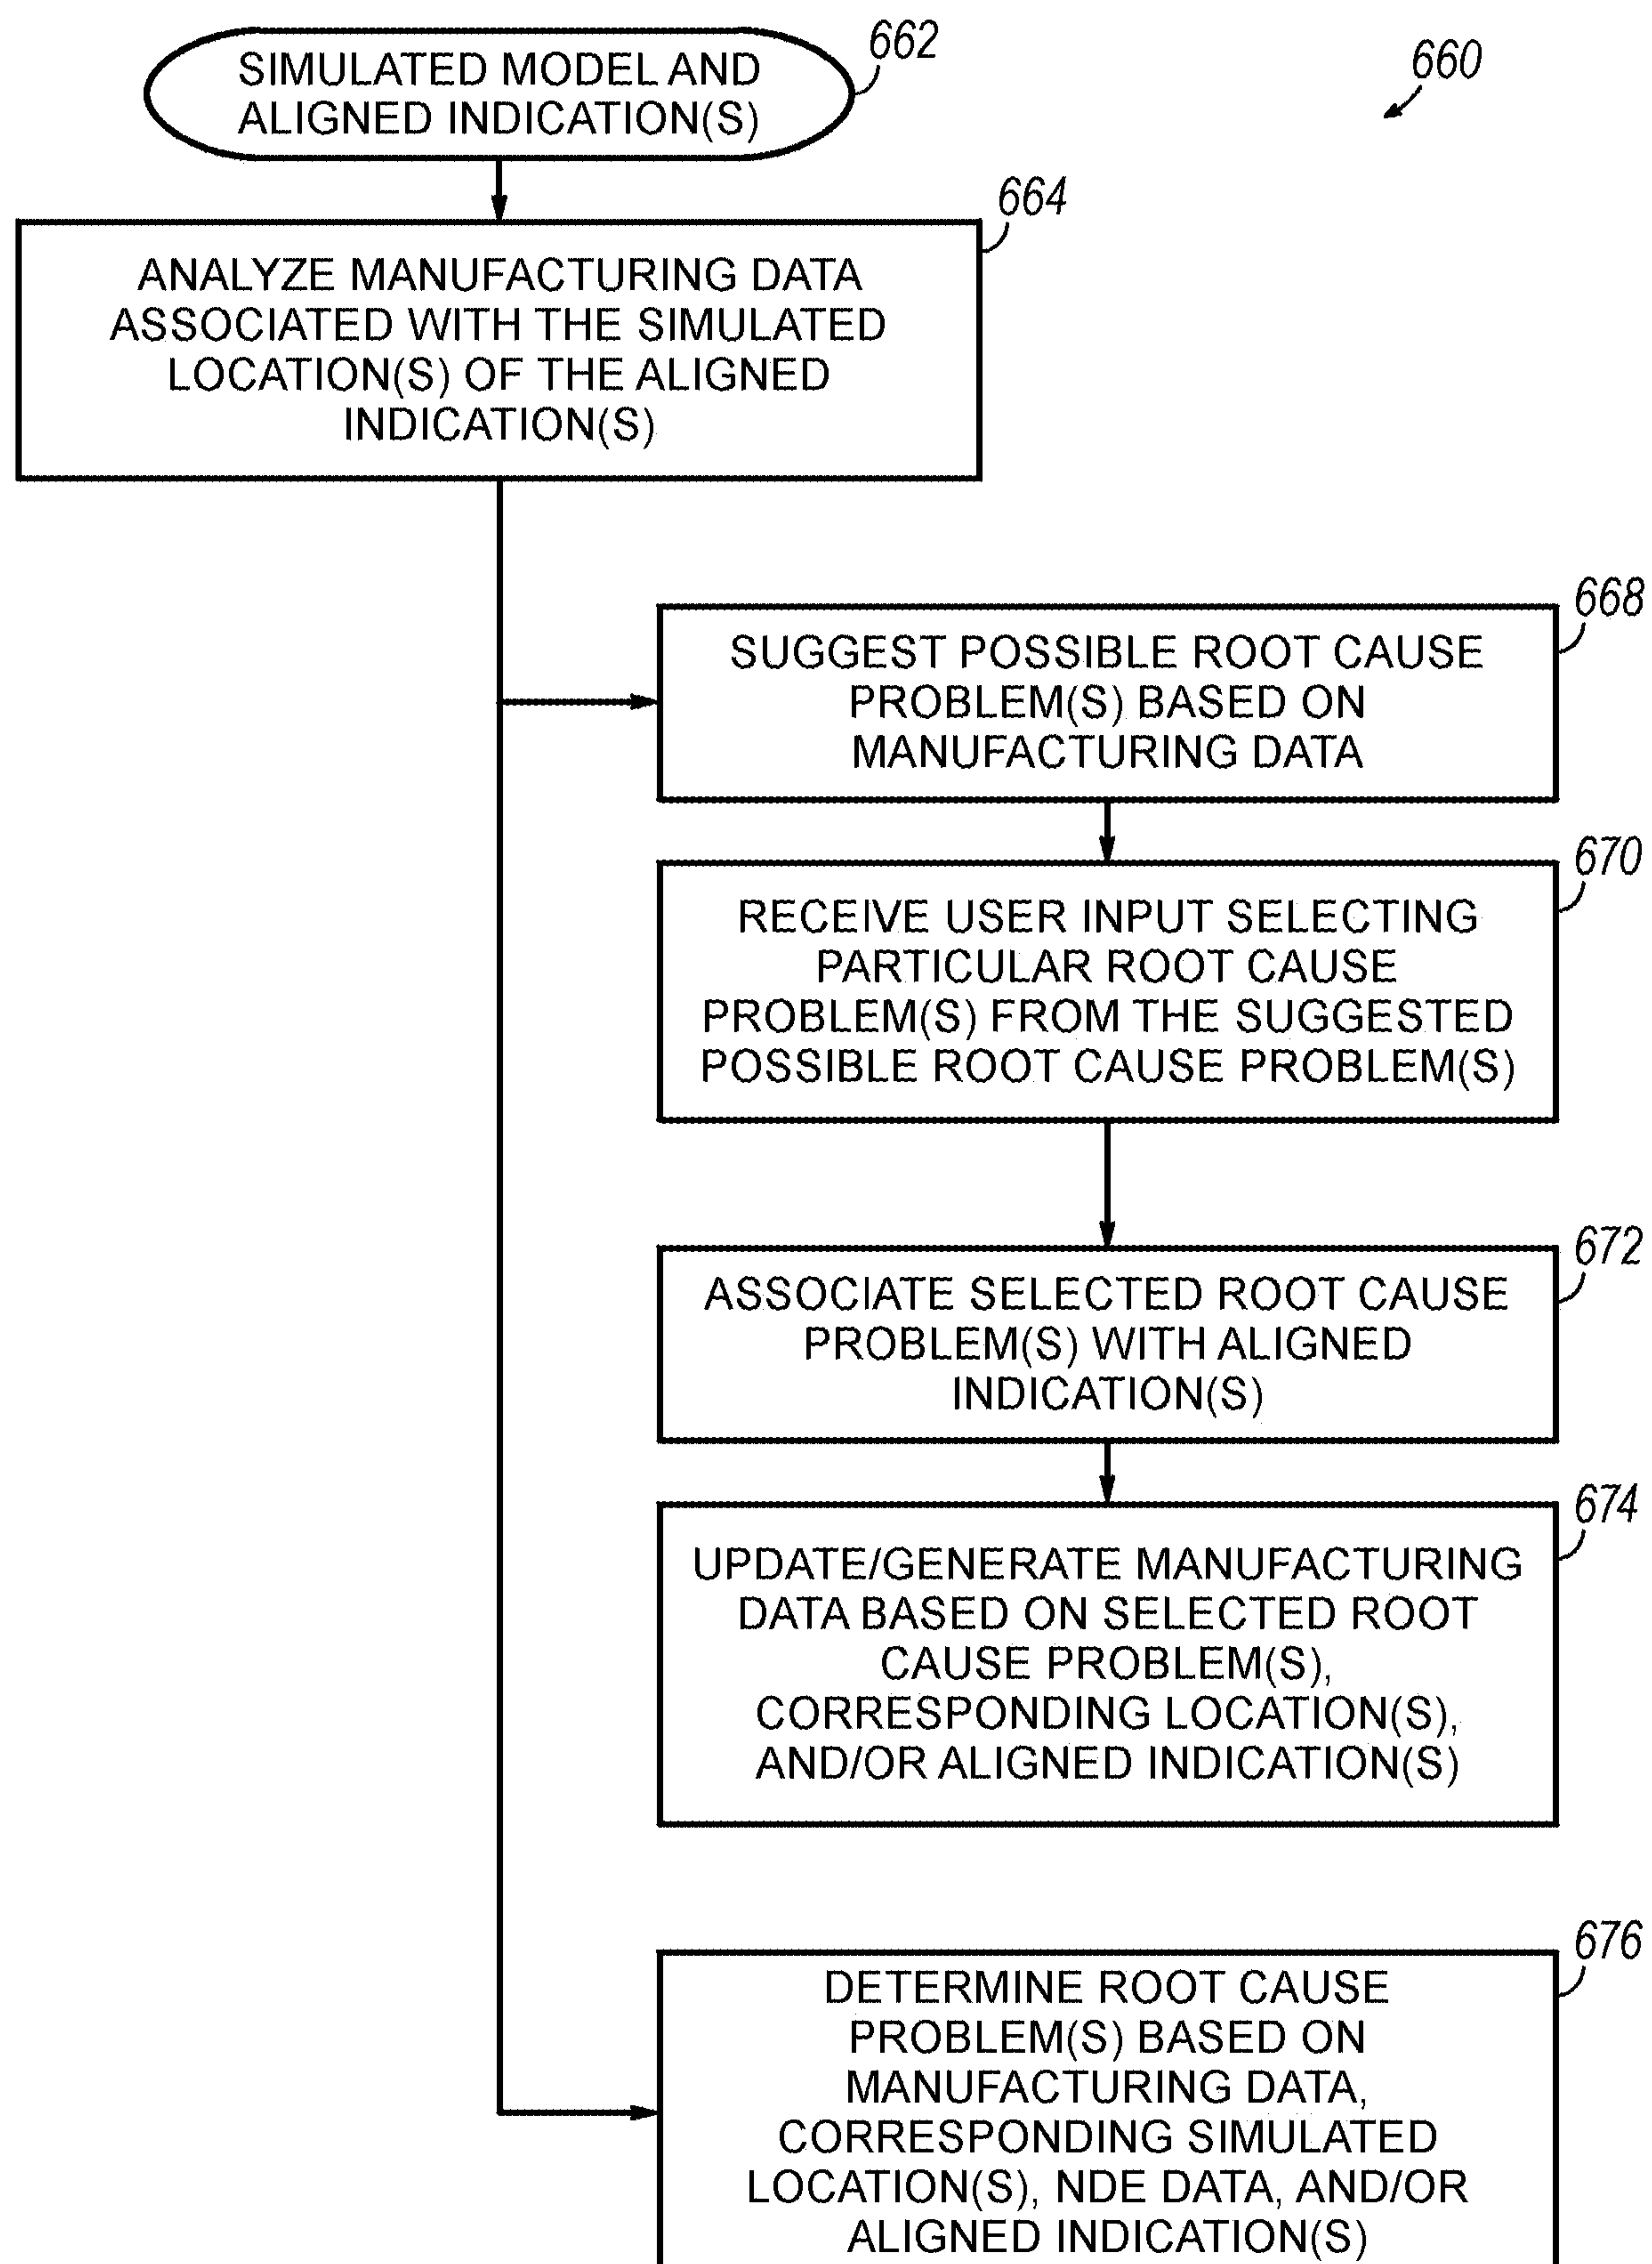 662
SIMULATED MODEL AND
ALIGNED INDICATION(S)
660
664
ANALYZE MANUFACTURING DATA
ASSOCIATED WITH THE SIMULATED
LOCATION(S) OF THE ALIGNED
INDICATION(S)
668
SUGGEST POSSIBLE ROOT CAUSE
PROBLEM(S) BASED ON
MANUFACTURING DATA
670
RECEIVE USER INPUT SELECTING
PARTICULAR ROOT CAUSE
PROBLEM(S) FROM THE SUGGESTED
POSSIBLE ROOT CAUSE PROBLEM(S)
672
ASSOCIATE SELECTED ROOT CAUSE
PROBLEM(S) WITH ALIGNED
INDICATION(S)
674
UPDATE/GENERATE MANUFACTURING
DATA BASED ON SELECTED ROOT
CAUSE PROBLEM(S),
CORRESPONDING LOCATION(S),
AND/OR ALIGNED INDICATION(S)
676
DETERMINE ROOT CAUSE
PROBLEM(S) BASED ON
MANUFACTURING DATA,
CORRESPONDING SIMULATED
LOCATION(S), NDE DATA, AND/OR
ALIGNED INDICATION(S)